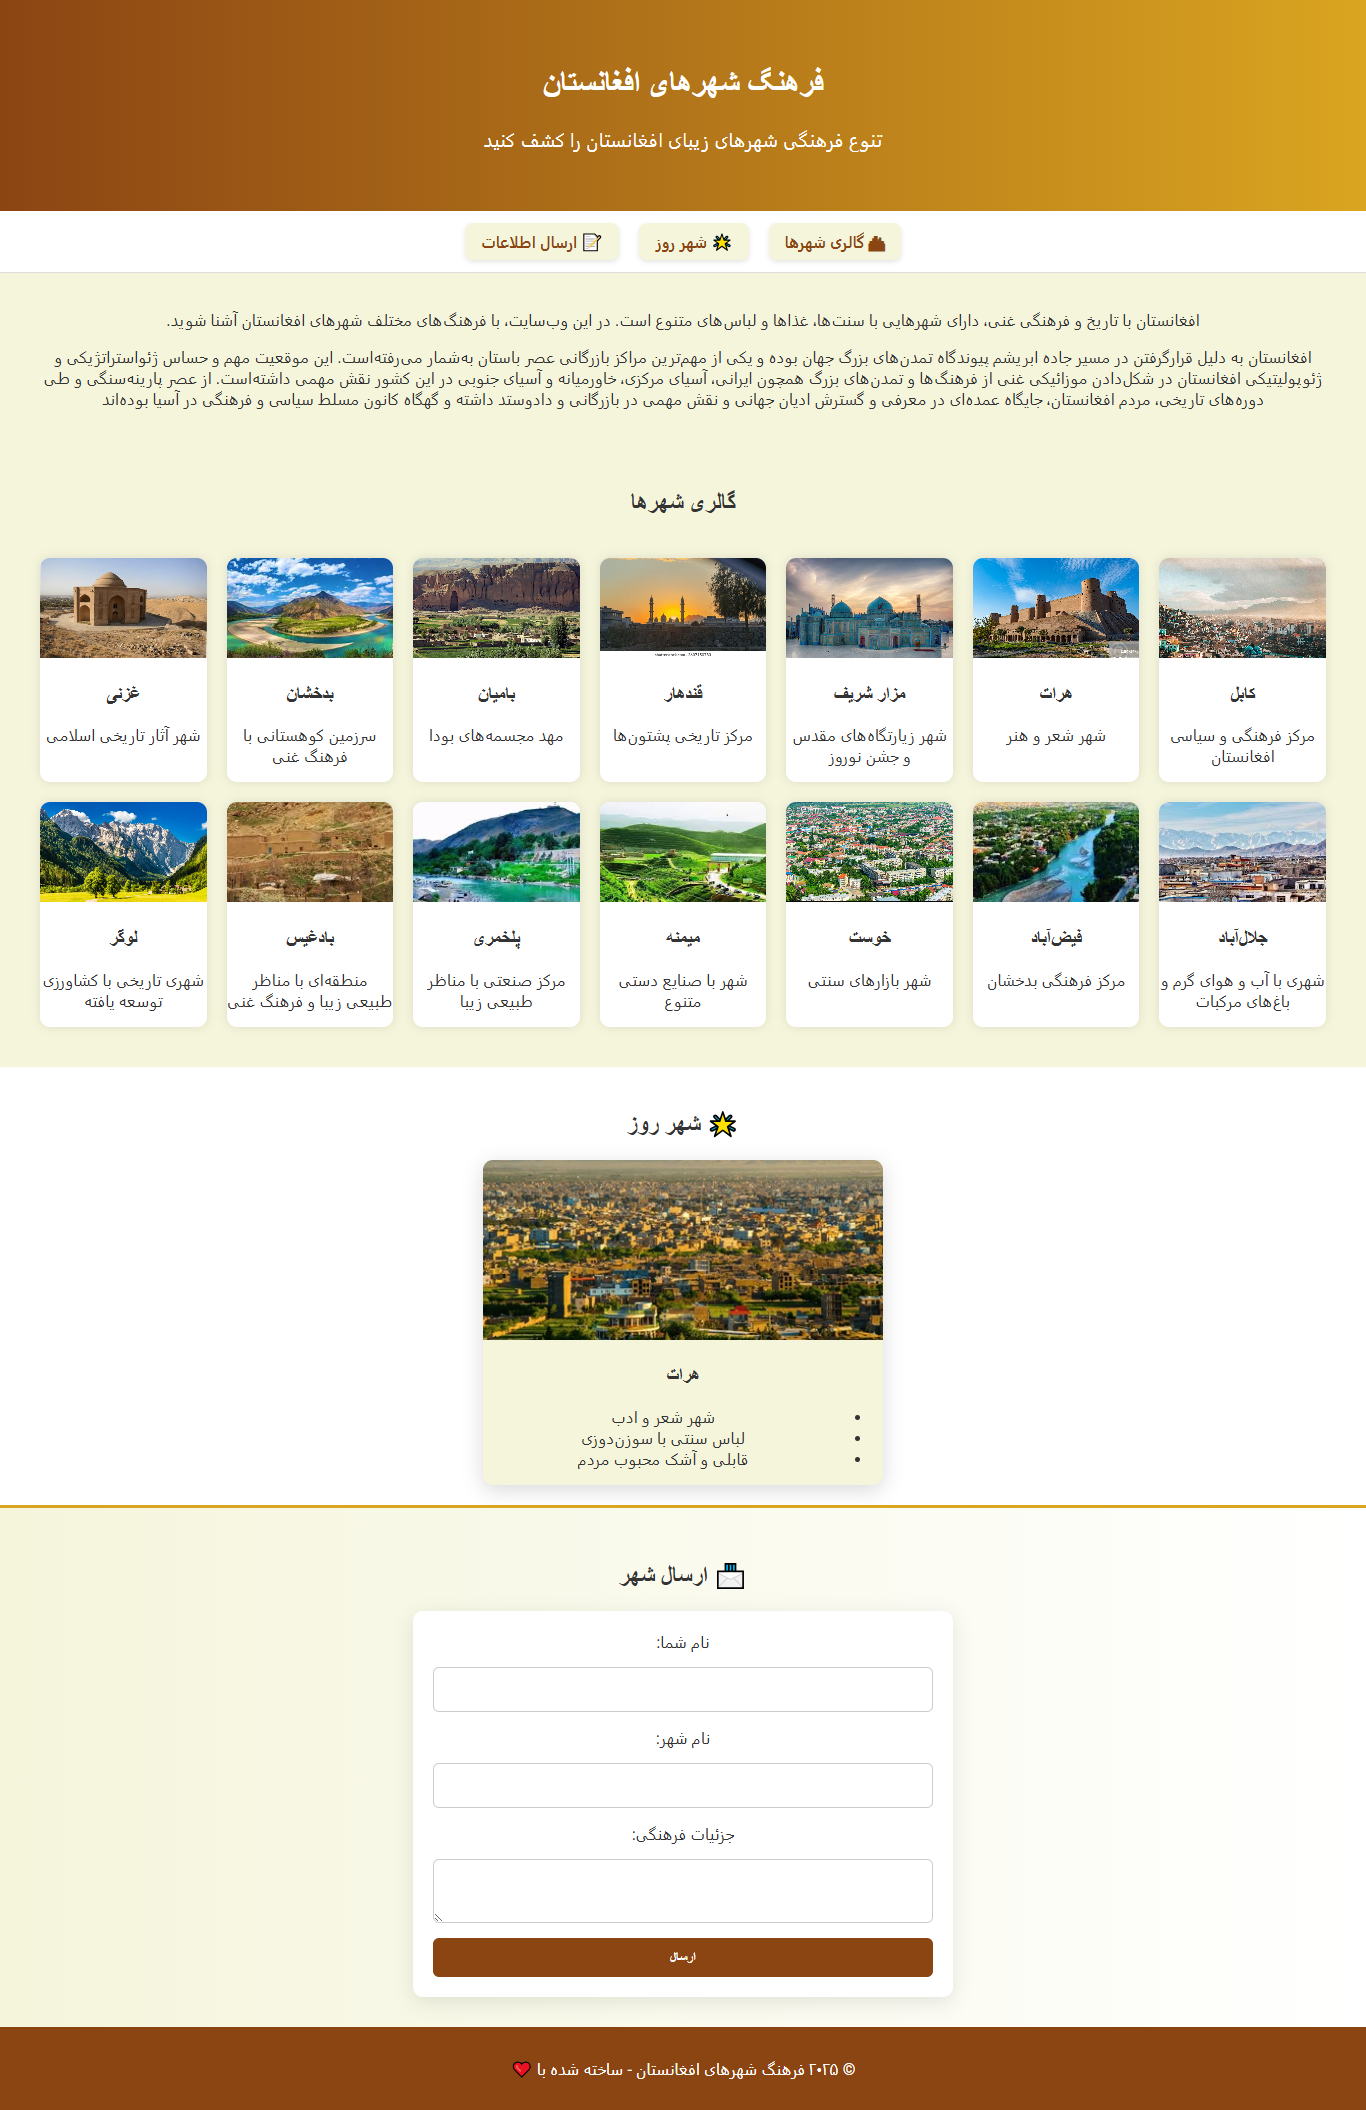 فرهنگ شهرهای افغانستان
تنوع فرهنگی شهرهای زیبای افغانستان را کشف کنید
گالری شهرها
🌟 شهر روز
📝 ارسال اطلاعات
افغانستان با تاریخ و فرهنگی غنی، دارای شهرهایی با سنت‌ها، غذاها و لباس‌های متنوع است. در این وب‌سایت، با فرهنگ‌های مختلف شهرهای افغانستان آشنا شوید.
افغانستان به دلیل قرارگرفتن در مسیر جاده ابریشم پیوندگاه تمدن‌های بزرگ جهان بوده و یکی از مهم‌ترین مراکز بازرگانی عصر باستان به‌شمار می‌رفته‌است. این موقعیت مهم و حساس ژئواستراتژیکی و
ژئوپولیتیکی افغانستان در شکل‌دادن موزائیکی غنی از فرهنگ‌ها و تمدن‌های بزرگ همچون ایرانی، آسیای مرکزی، خاورمیانه و آسیای جنوبی در این کشور نقش مهمی داشته‌است. از عصر پارینه‌سنگی و طی
دوره‌های تاریخی، مردم افغانستان، جایگاه عمده‌ای در معرفی و گسترش ادیان جهانی و نقش مهمی در بازرگانی و دادوستد داشته و گهگاه کانون مسلط سیاسی و فرهنگی در آسیا بوده‌اند
گالری شهرها
کابل
مرکز فرهنگی و سیاسی
افغانستان
هرات
شهر شعر و هنر
مزار شریف
شهر زیارتگاه‌های مقدس
و جشن نوروز
قندهار
مرکز تاریخی پشتون‌ها
بامیان
مهد مجسمه‌های بودا
بدخشان
سرزمین کوهستانی با
فرهنگ غنی
غزنی
شهر آثار تاریخی اسلامی
جلال‌آباد
شهری با آب و هوای گرم و
باغ‌های مرکبات
فیض‌آباد
مرکز فرهنگی بدخشان
خوست
شهر بازارهای سنتی
میمنه
شهر با صنایع دستی
متنوع
پلخمری
مرکز صنعتی با مناظر
طبیعی زیبا
بادغیس
منطقه‌ای با مناظر
طبیعی زیبا و فرهنگ غنی
لوگر
شهری تاریخی با کشاورزی
توسعه یافته
🌟 شهر روز
هرات
• شهر شعر و ادب
• لباس سنتی با سوزن‌دوزی
• قابلی و آشک محبوب مردم
📩 ارسال شهر
نام شما:
نام شهر:
جزئیات فرهنگی:
ارسال
© ۲۰۲۵ فرهنگ شهرهای افغانستان - ساخته شده با ❤️